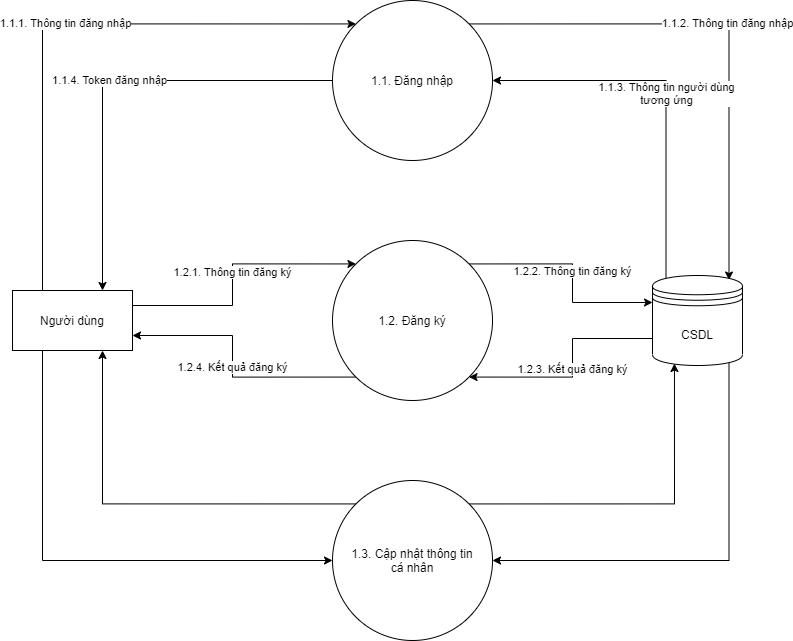 1.1.1. Thông tin đăng nhập
1.1.2. Thông tin đăng nhập
1.1.4. Token đăng nhập
1.1. Đăng nhập
1.1.3. Thông tin người dùng
tương ứng
1.2.1. Thông tin đăng ký
1.2.2. Thông tin đăng ký
Người dùng
1.2. Đăng ký
CSDL
1.2.4. Kết quả đăng ký
1.2.3. Kết quả đăng ký
1.3. Cập nhật thông tin
cá nhân